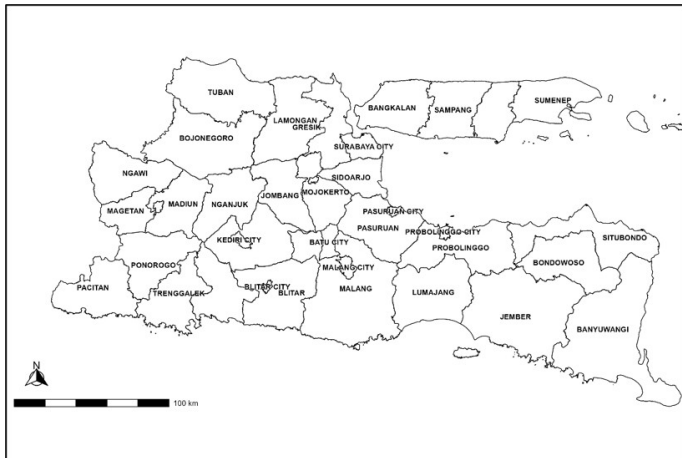 TUBAN
LAMONGAN
GRESIK
BANGKALAN
SAMPANG
SUMENEP
BOJONEGORO
SURABAYA CITY
NGAWI
SIDOARJO
MAGETAN
MADIUN
NGANJUK
JOMBANG
MOJOKERTO
PASURUAN CITY
PASURUAN
KEDIRI CITY
BATU CITY
PROBOLINGGO CITY
PROBOLINGGO
SITUBONDO
PONOROGO
MALANG CITY
BONDOWOSO
PACITAN
TRENGGALEK
BLITAR CITY
BLITAR
MALANG
LUMAJANG
JEMBER
BANYUWANGI
N
100 km